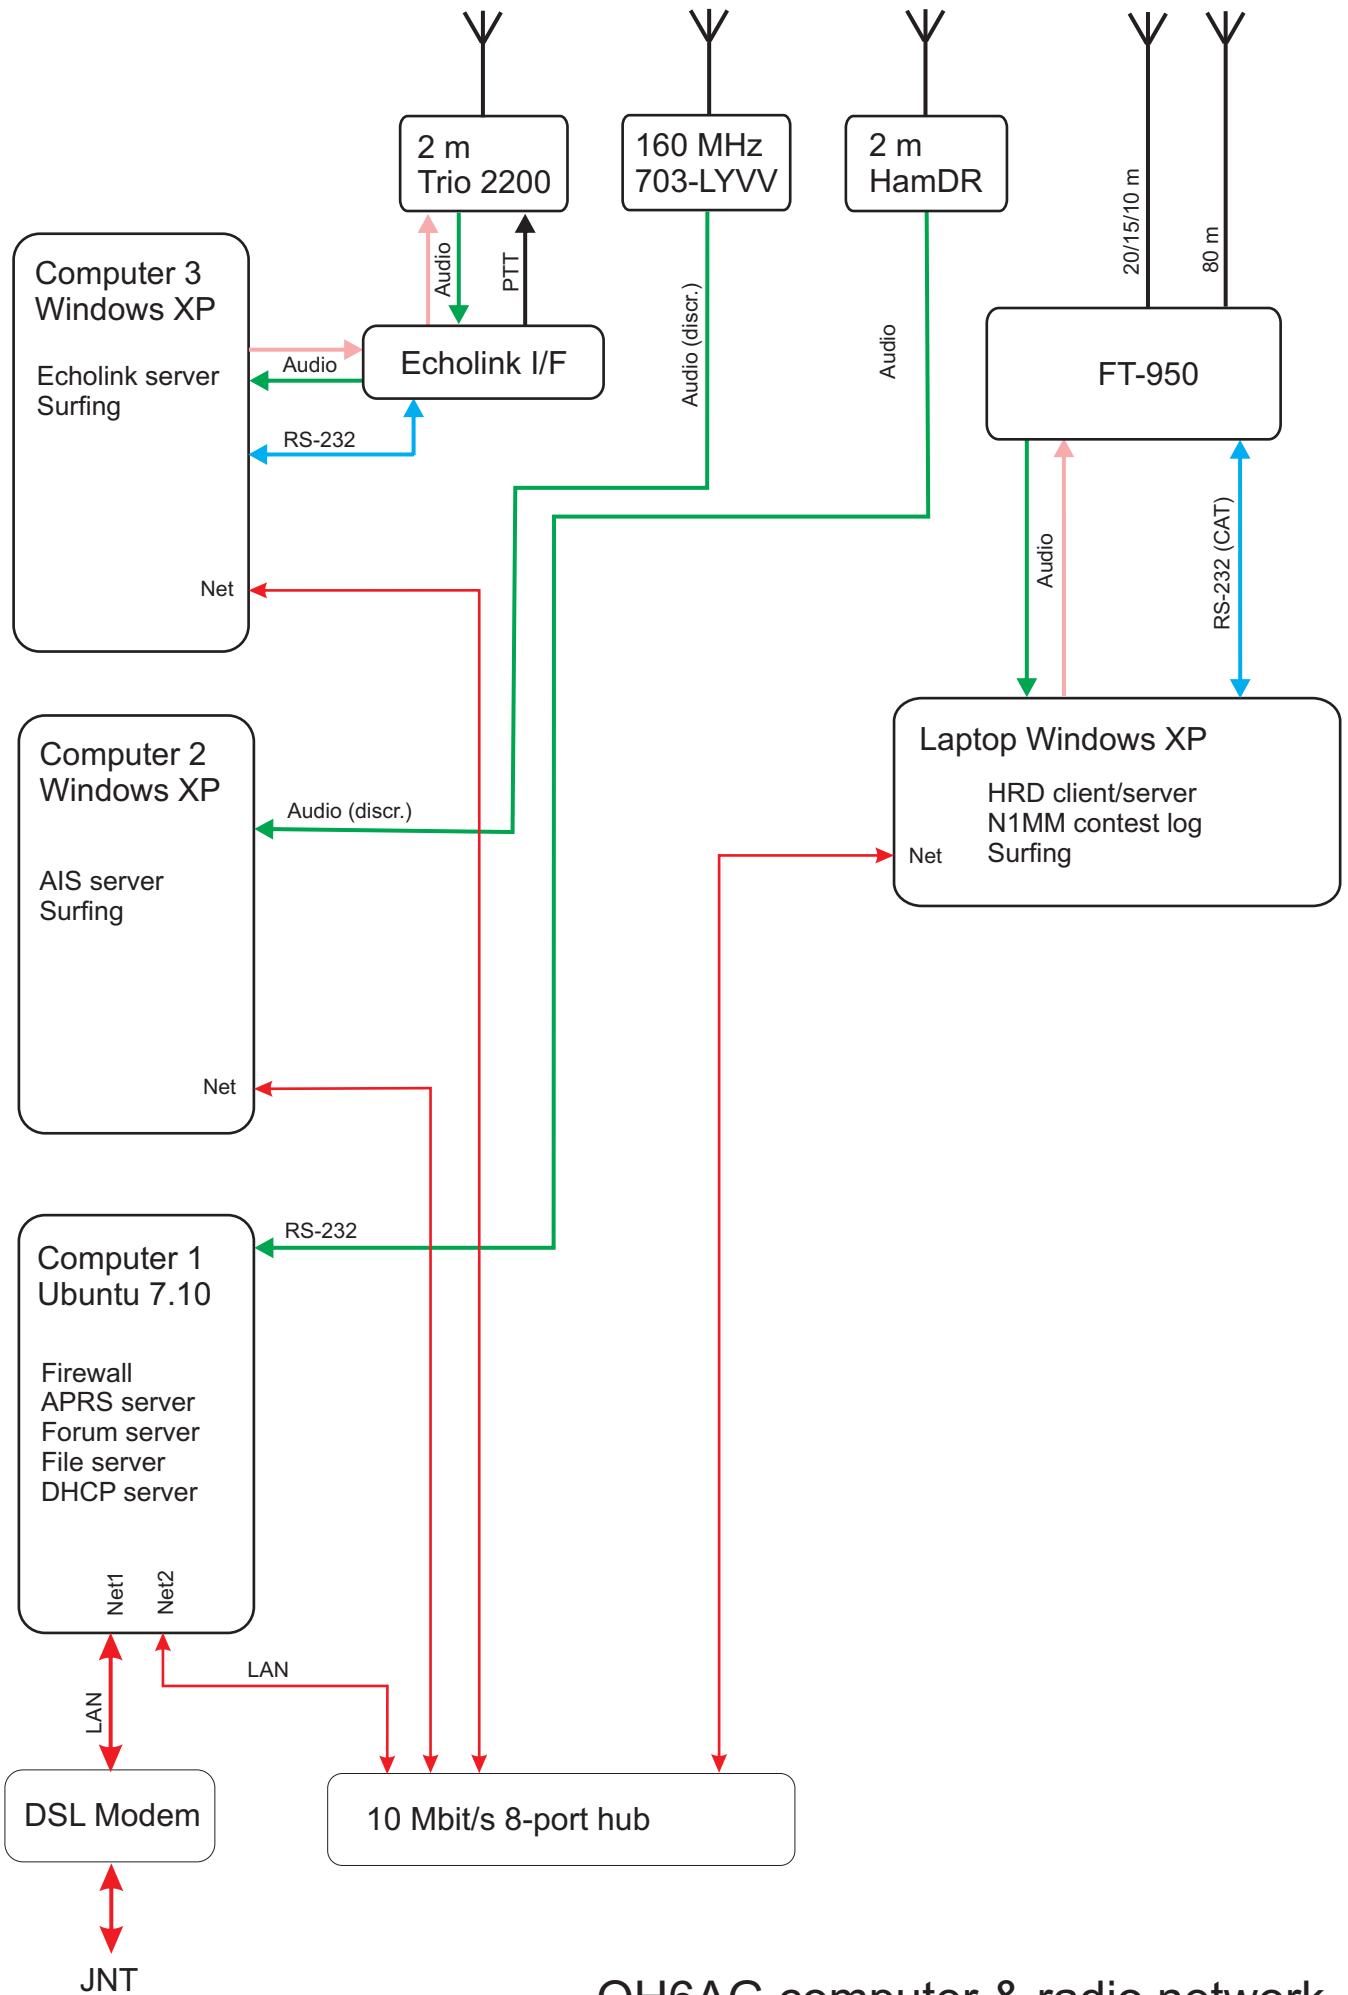 2 m
Trio 2200
160 MHz
703-LYVV
2 m
HamDR
20/15/10 m
80 m
Computer 3
Windows XP
Echolink server
Surfing
Net
Audio
PTT
Echolink I/F
Audio
RS-232
Audio (discr.)
Audio
FT-950
Audio
RS-232 (CAT)
Computer 2
Windows XP
AIS server
Surfing
Net
Audio (discr.)
Laptop Windows XP
HRD client/server
N1MM contest log
Surfing
Net
RS-232
Computer 1
Ubuntu 7.10
Firewall
APRS server
Forum server
File server
DHCP server
Net1
Net2
LAN
LAN
DSL Modem
10 Mbit/s 8-port hub
JNT
computer & radio network